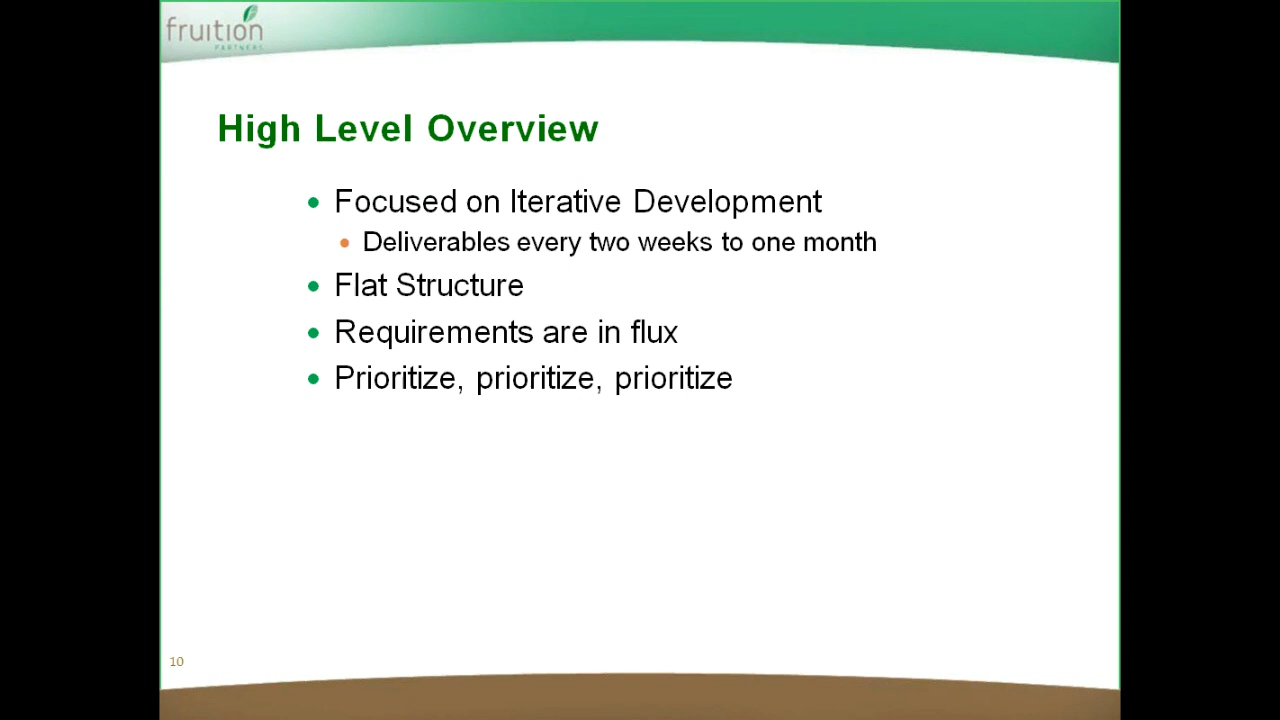 fruition
PARTNERS
High Level Overview
Focused on Iterative Development
Deliverables every two weeks to one month
Flat Structure
Requirements are in flux
Prioritize, prioritize, prioritize
10